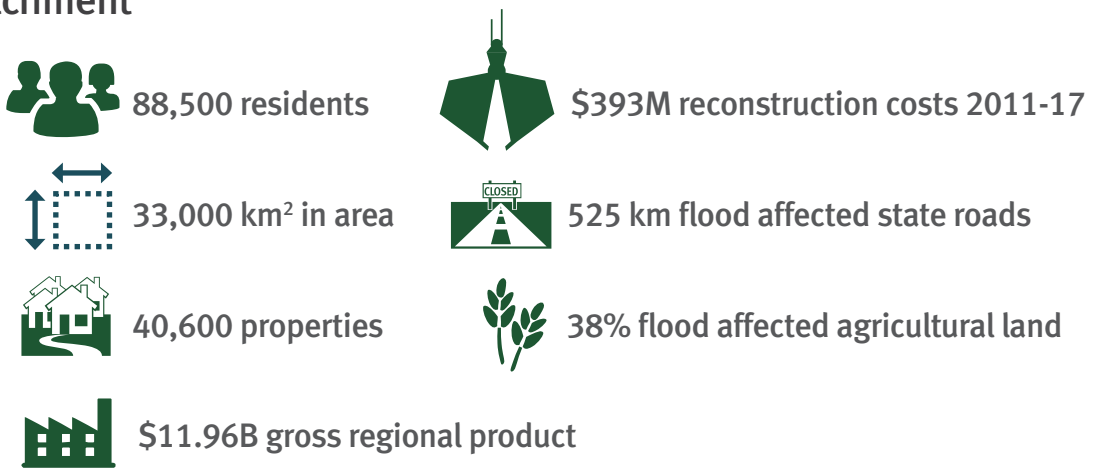 88,500 residents
$393M reconstruction costs 2011-17
33,000 km² in area
CLOSED
525 km flood affected state roads
40,600 properties
38% flood affected agricultural land
$11.96B gross regional product